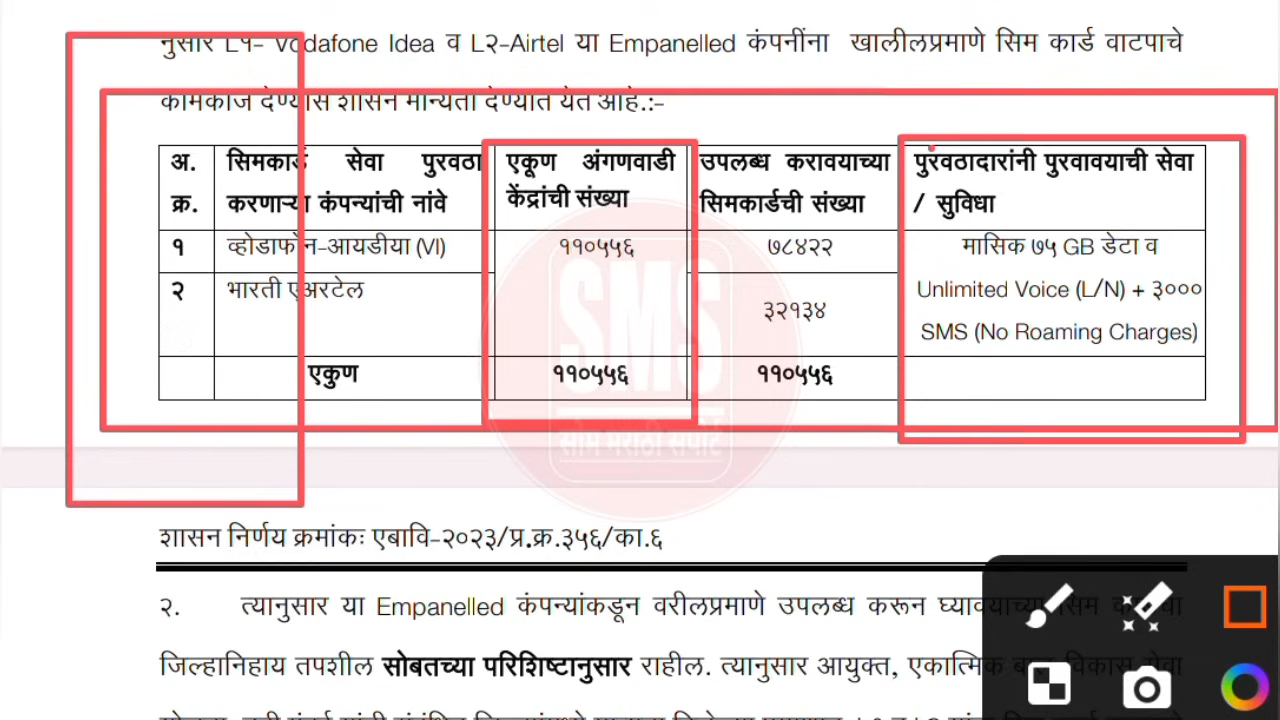 नुसार L१- Vodafone Idea व L२-Airtel या Empanelled कंपनींना खालीलप्रमाणे सिम कार्ड वाटपाचे
कामकाज देण्यास शासन मान्यता देण्यात येत आहे.:-
अ. क्र. सिमकार्ड सेवा पुरवठा करणाऱ्या कंपन्यांची नांवे एकूण अंगणवाडी केंद्रांची संख्या उपलब्ध करावयाच्या सिमकार्डची संख्या पुरवठादारांनी पुरवावयाची सेवा / सुविधा
१ व्होडाफोन-आयडीया (VI) ११०५५६ ७८४२२ मासिक ७५ GB डेटा व
Unlimited Voice (L/N) + ३०००
SMS (No Roaming Charges)
२ भारती एअरटेल ३२१३४
एकुण ११०५५६ ११०५५६
SMS
सोम मराठी सपोर्ट
शासन निर्णय क्रमांकः एबावि-२०२३/प्र.क्र.३५६/का.६
२. त्यानुसार या Empanelled कंपन्यांकडून वरीलप्रमाणे उपलब्ध करून घ्यावयाच्या सिम
जिल्हानिहाय तपशील सोबतच्या परिशिष्टानुसार राहील. त्यानुसार आयुक्त, एकात्मिक बाल विकास सेवा